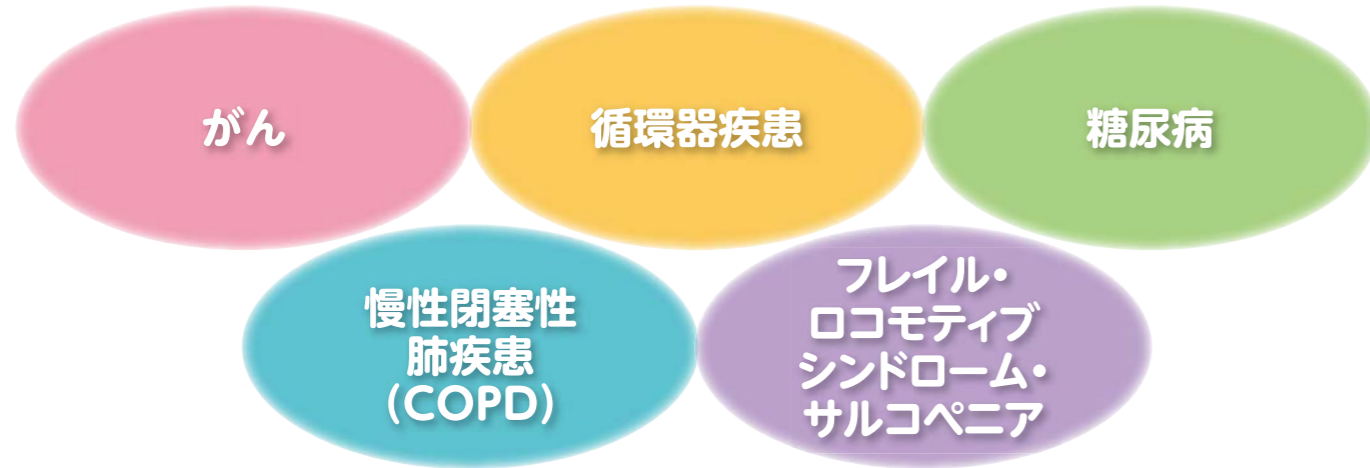 がん
循環器疾患
糖尿病
慢性閉塞性
肺疾患
(COPD)
フレイル・
ロコモティブ
シンドローム・
サルコペニア